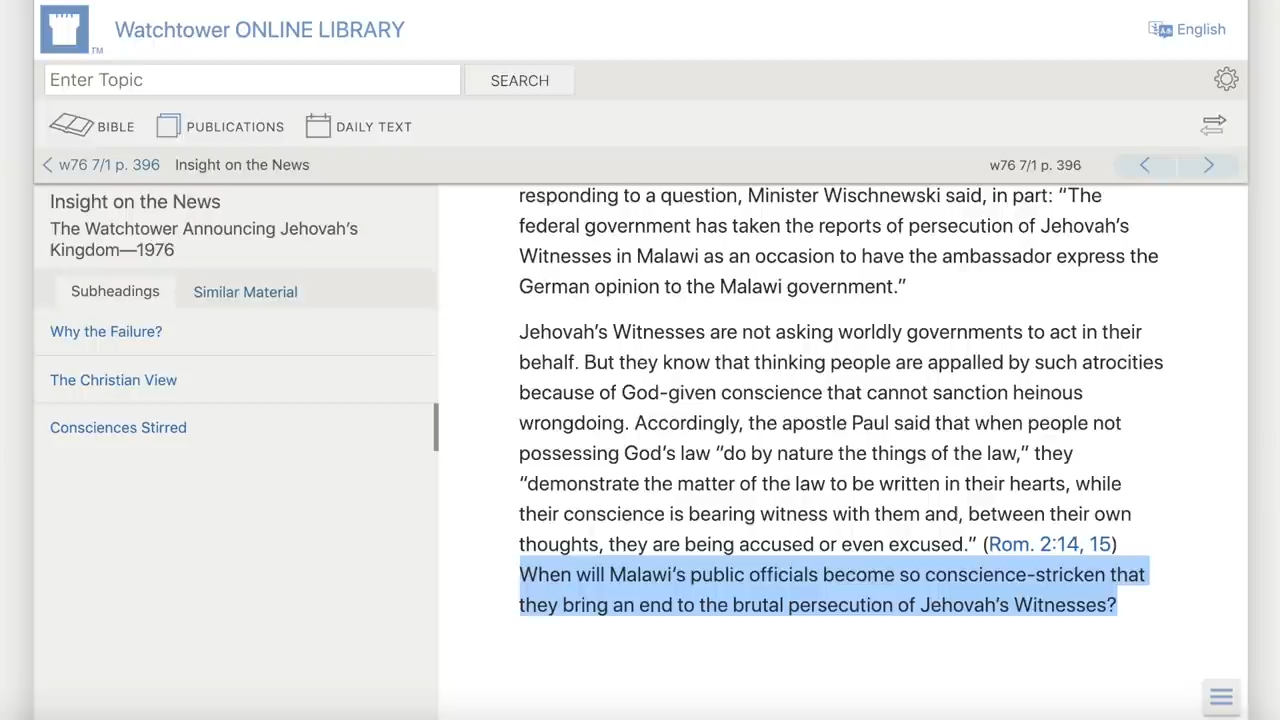 Watchtower ONLINE LIBRARY
TM
English
Enter Topic
SEARCH
BIBLE
PUBLICATIONS
DAILY TEXT
w76 7/1 p. 396
Insight on the News
w76 7/1 p. 396
Insight on the News
The Watchtower Announcing Jehovah’s
Kingdom—1976
Subheadings
Similar Material
Why the Failure?
The Christian View
Consciences Stirred
responding to a question, Minister Wischnewski said, in part: “The
federal government has taken the reports of persecution of Jehovah’s
Witnesses in Malawi as an occasion to have the ambassador express the
German opinion to the Malawi government.”
Jehovah’s Witnesses are not asking worldly governments to act in their
behalf. But they know that thinking people are appalled by such atrocities
because of God-given conscience that cannot sanction heinous
wrongdoing. Accordingly, the apostle Paul said that when people not
possessing God’s law “do by nature the things of the law,” they
“demonstrate the matter of the law to be written in their hearts, while
their conscience is bearing witness with them and, between their own
thoughts, they are being accused or even excused.” (Rom. 2:14, 15)
When will Malawi’s public officials become so conscience-stricken that
they bring an end to the brutal persecution of Jehovah’s Witnesses?